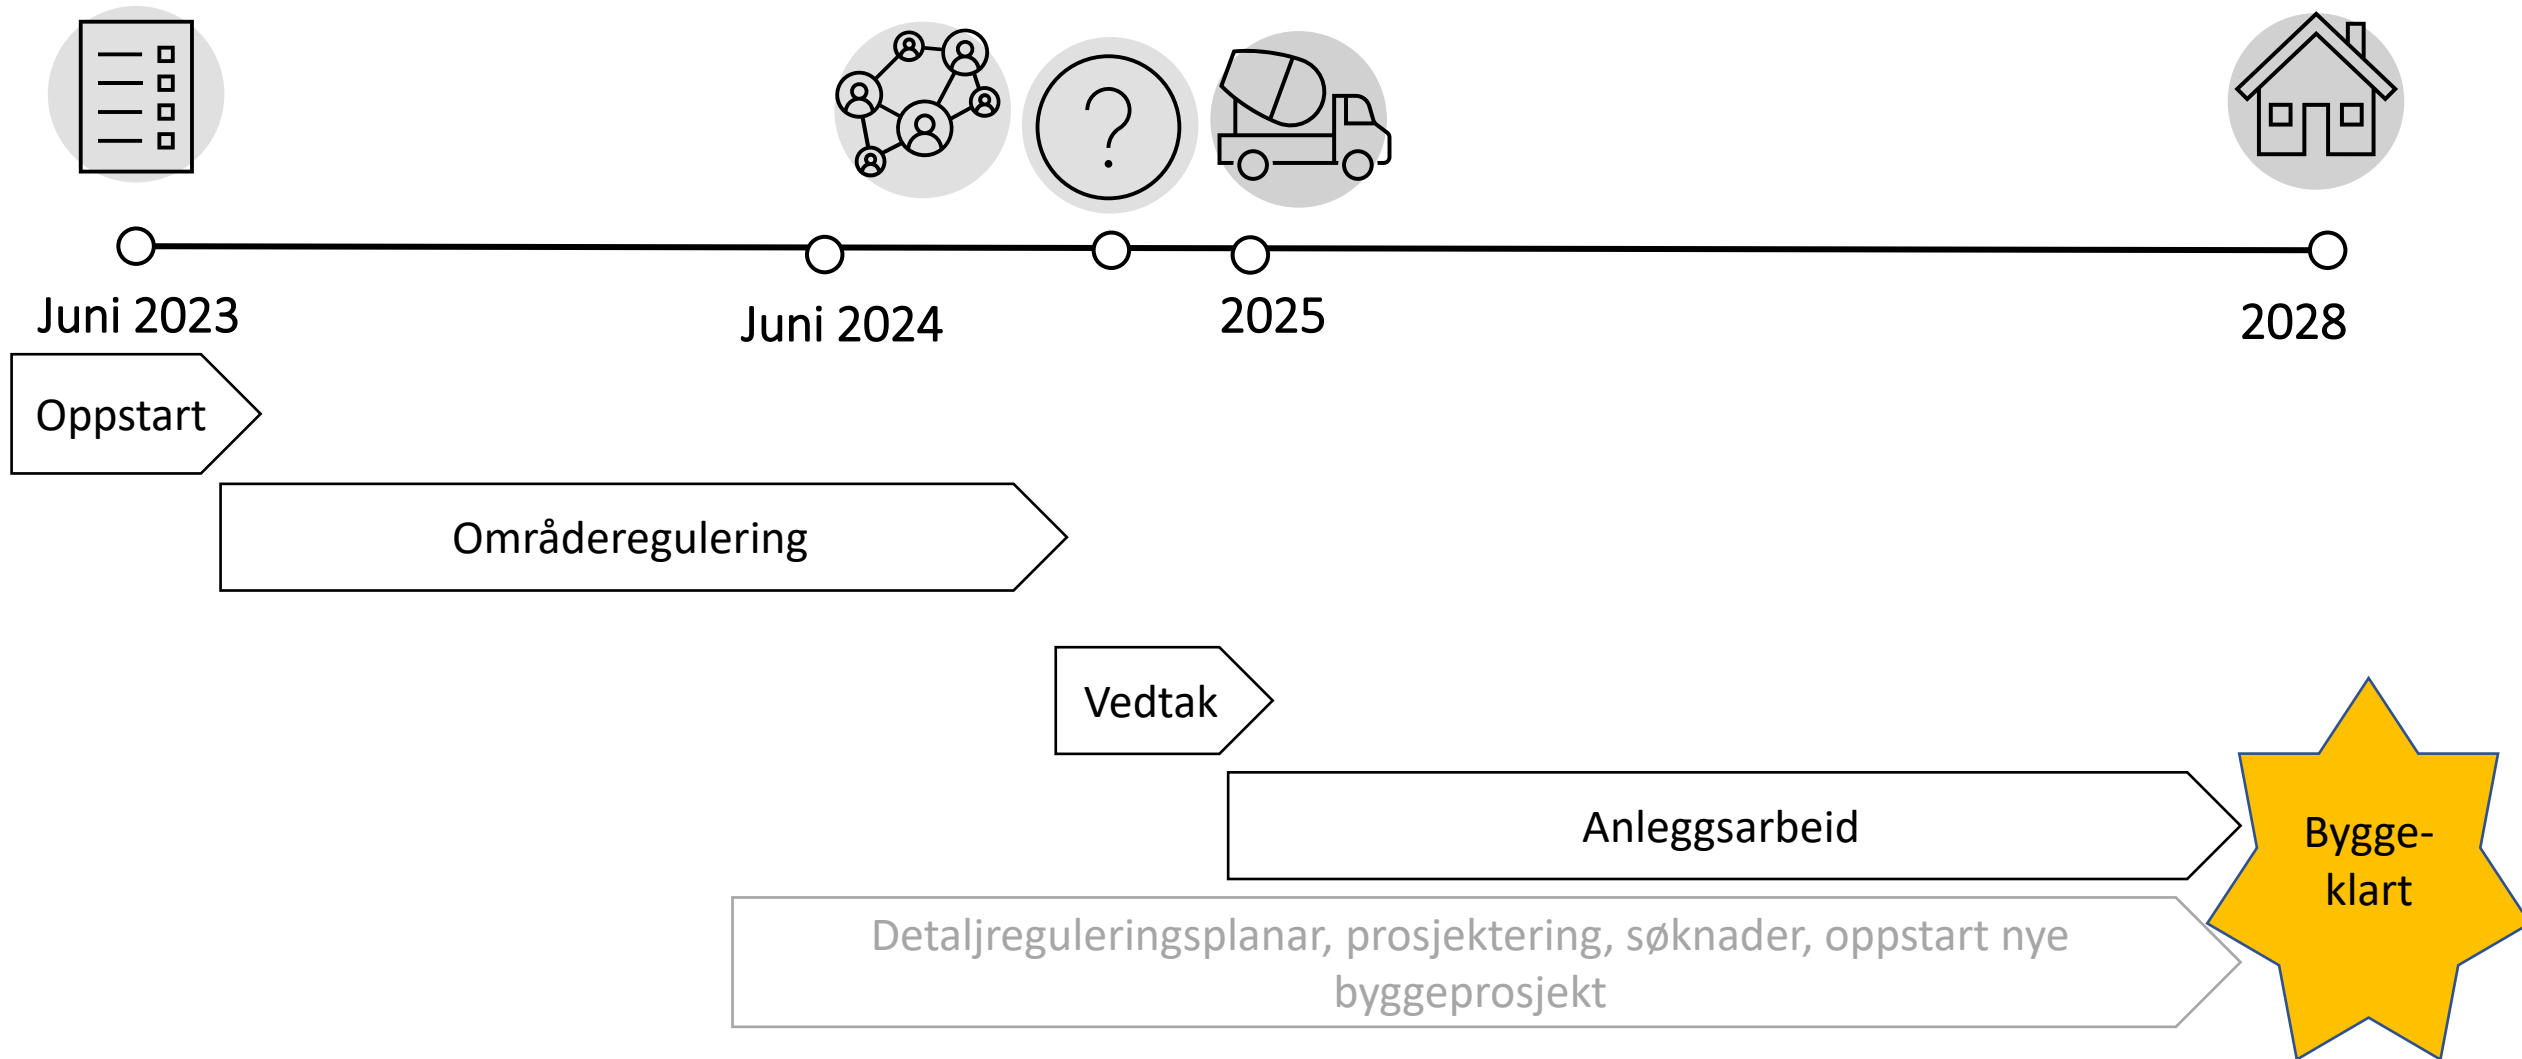 ?
Juni 2023
Juni 2024
2025
2028
Oppstart
Områderegulering
Vedtak
Anleggsarbeid
Bygge-
klart
Detaljreguleringsplanar, prosjektering, søknader, oppstart nye
byggeprosjekt